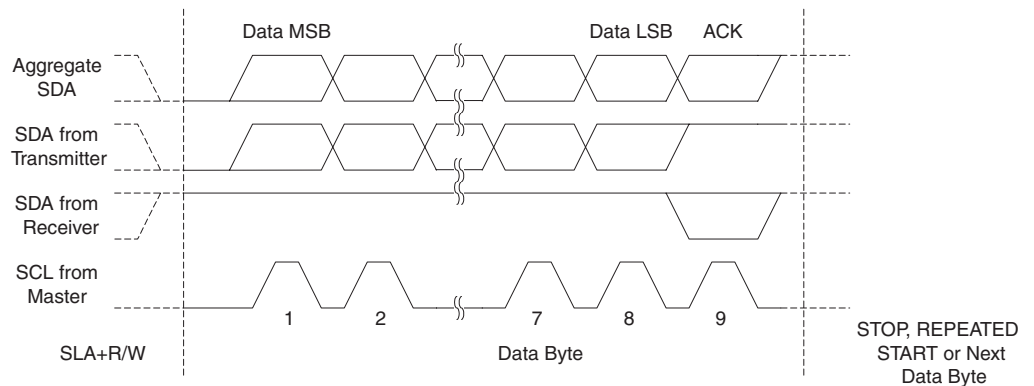 Data MSB
Data LSB
ACK
Aggregate
SDA
SDA from
Transmitter
SDA from
Receiver
SCL from
Master
1
2
7
8
9
SLA+R/W
Data Byte
STOP, REPEATED
START or Next
Data Byte